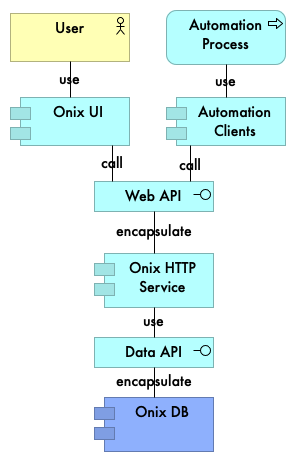 User
Automation
Process
use
use
Onix UI
Automation
Clients
call
call
Web API
encapsulate
Onix HTTP
Service
use
Data API
encapsulate
Onix DB